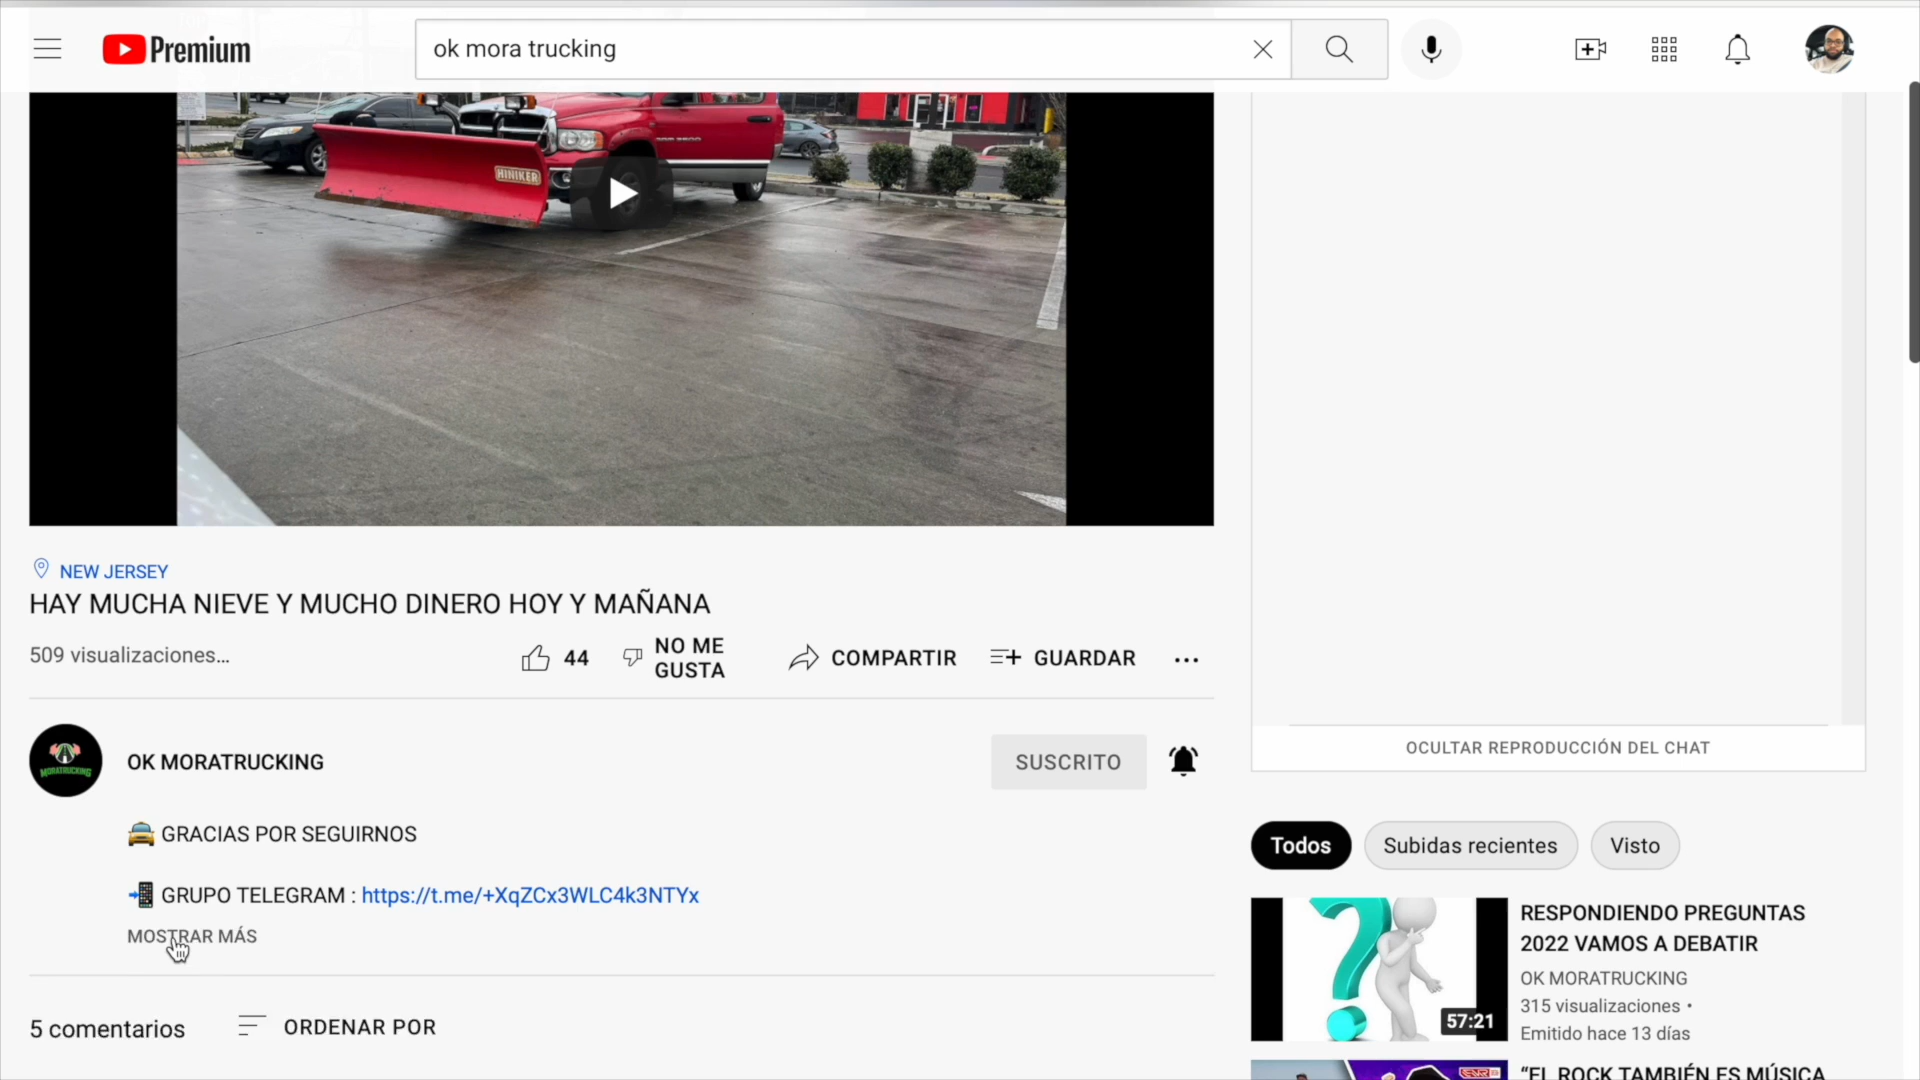 Premium
ok mora trucking
HINIKER
NEW JERSEY
HAY MUCHA NIEVE Y MUCHO DINERO HOY Y MAÑANA
509 visualizaciones...
44
NO ME
GUSTA
COMPARTIR
GUARDAR
OK MORATRUCKING
MORATRUCKING
SUSCRITO
GRACIAS POR SEGUIRNOS
GRUPO TELEGRAM : https://t.me/+XqZCx3WLC4k3NTYx
MOSTRAR MÁS
5 comentarios
ORDENAR POR
OCULTAR REPRODUCCIÓN DEL CHAT
Todos
Subidas recientes
Visto
57:21
RESPONDIENDO PREGUNTAS
2022 VAMOS A DEBATIR
OK MORATRUCKING
315 visualizaciones •
Emitido hace 13 días
“EL ROCK TAMBIÉN ES MÚSICA